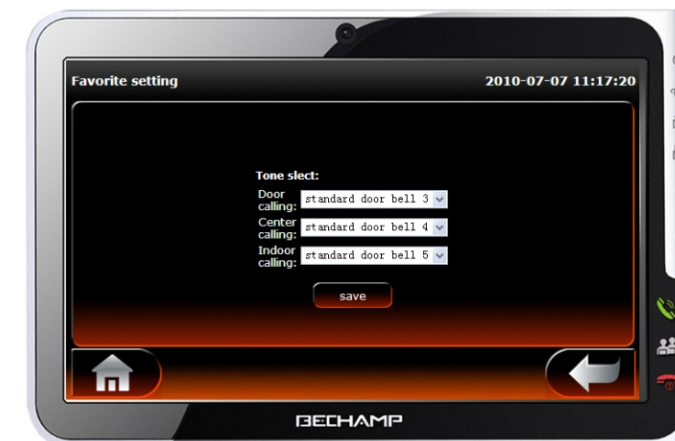 Favorite setting 2010-07-07 11:17:20
Tone slect:
Door calling: standard door bell 3
Center calling: standard door bell 4
Indoor calling: standard door bell 5
save
BECHAMP